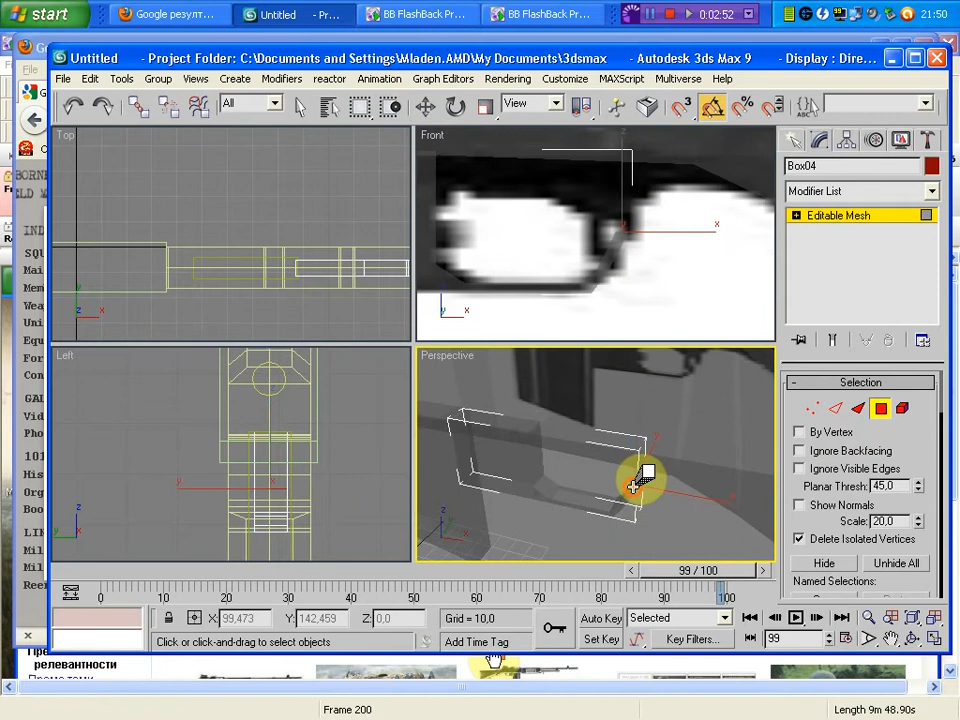 start
Google резулт...
Untitled - Pr...
BB FlashBack Pr...
BB FlashBack Pr...
0:02:52
21:50
Untitled - Project Folder: C:\Documents and Settings\Mladen.AMD\My Documents\3dsmax - Autodesk 3ds Max 9 - Display : Dire...
File Edit Tools Group Views Create Modifiers reactor Animation Graph Editors Rendering Customize MAXScript Multiverse Help
All
View
Top
Front
Left
Perspective
Box04
Modifier List
Editable Mesh
Selection
By Vertex
Ignore Backfacing
Ignore Visible Edges
Planar Thresh: 45,0
Show Normals
Scale: 20,0
Delete Isolated Vertices
Hide Unhide All
Named Selections:
99 / 100
0 10 20 30 40 50 60 70 80 90 100
X: 99,473 Y: 142,459 Z: 0,0 Grid = 10,0
Auto Key Selected
Click or click-and-drag to select objects
Add Time Tag
Set Key Key Filters...
99
релевантности
Frame 200
Length 9m 48.90s